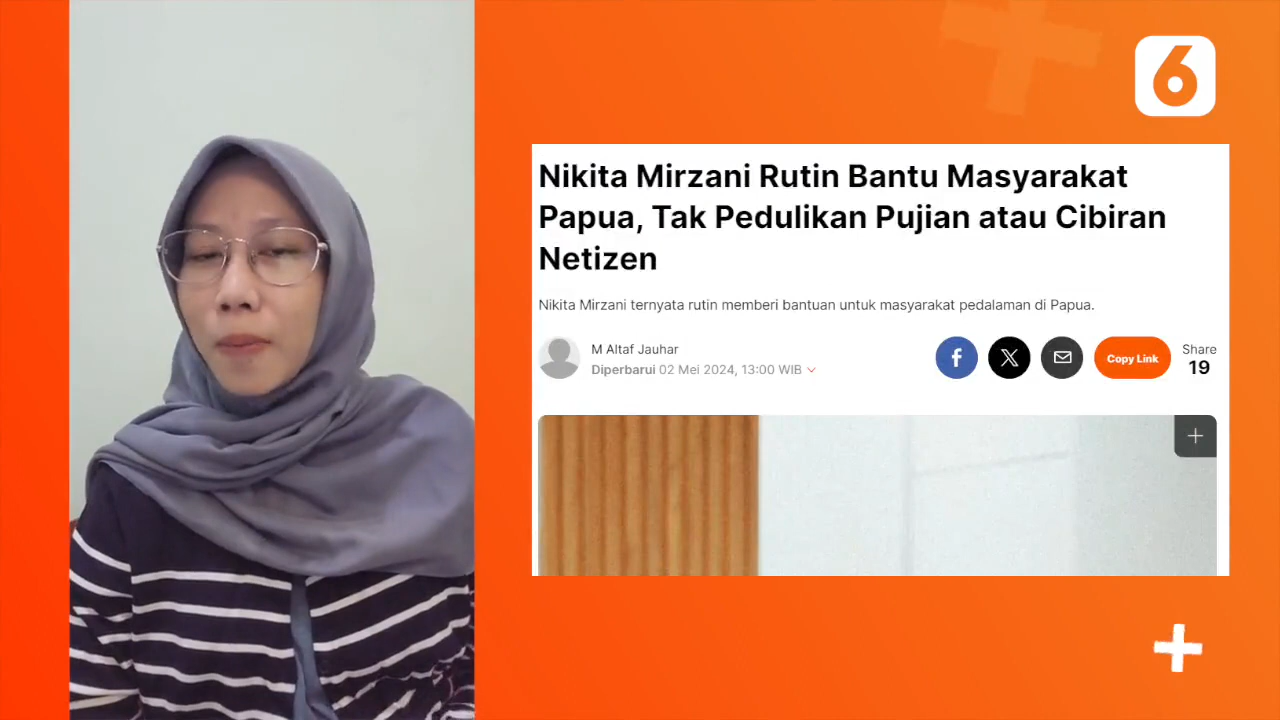 6
Nikita Mirzani Rutin Bantu Masyarakat
Papua, Tak Pedulikan Pujian atau Cibiran
Netizen
Nikita Mirzani ternyata rutin memberi bantuan untuk masyarakat pedalaman di Papua.
M Altaf Jauhar
Diperbarui 02 Mei 2024, 13:00 WIB
Copy Link
Share
19